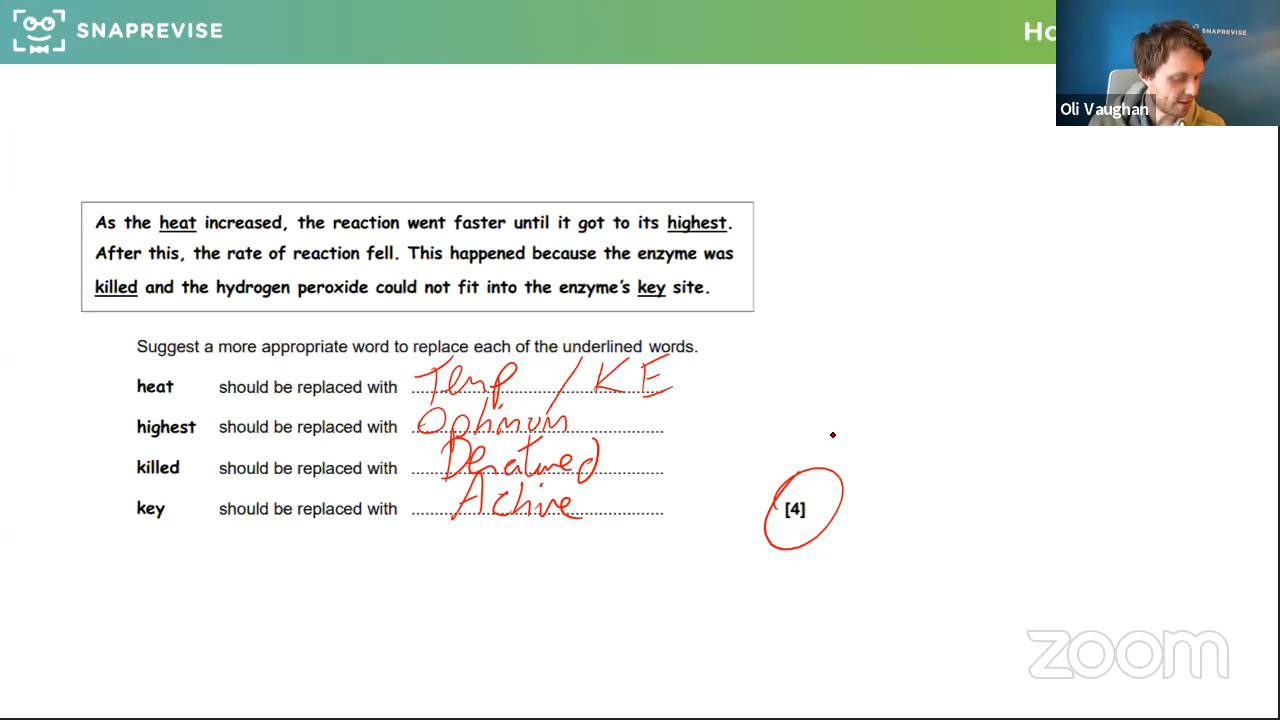 SNAPREVISE
Ho
SNAPREVISE
Oli Vaughan
As the heat increased, the reaction went faster until it got to its highest.
After this, the rate of reaction fell. This happened because the enzyme was
killed and the hydrogen peroxide could not fit into the enzyme's key site.
Suggest a more appropriate word to replace each of the underlined words.
heat should be replaced with Temp / KE
highest should be replaced with Optimum
killed should be replaced with Denatured
key should be replaced with Active
[4]
zoom